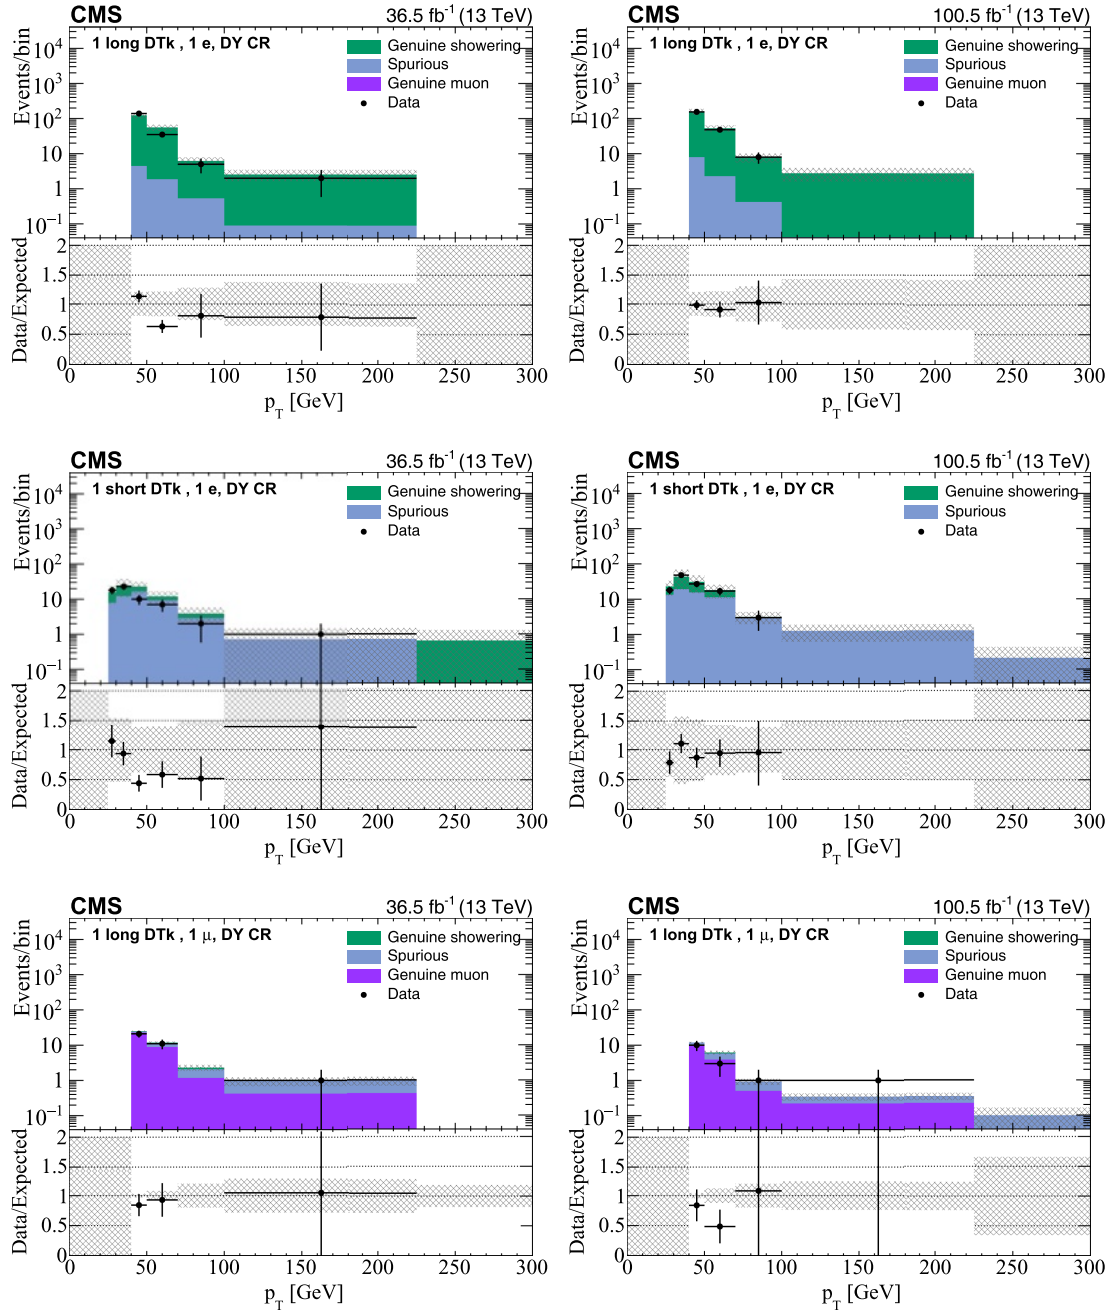 CMS 36.5 fb⁻¹ (13 TeV)
1 long DTk , 1 e, DY CR
Genuine showering
Spurious
Genuine muon
Data
Events/bin
10⁴
10³
10²
10
1
10⁻¹
Data/Expected
2
1.5
1
0.5
0
0 50 100 150 200 250 300
p_T [GeV]
CMS 100.5 fb⁻¹ (13 TeV)
1 long DTk , 1 e, DY CR
Genuine showering
Spurious
Genuine muon
Data
Events/bin
10⁴
10³
10²
10
1
10⁻¹
Data/Expected
2
1.5
1
0.5
0
0 50 100 150 200 250 300
p_T [GeV]
CMS 36.5 fb⁻¹ (13 TeV)
1 short DTk , 1 e, DY CR
Genuine showering
Spurious
Data
Events/bin
10⁴
10³
10²
10
1
10⁻¹
Data/Expected
2
1.5
1
0.5
0
0 50 100 150 200 250 300
p_T [GeV]
CMS 100.5 fb⁻¹ (13 TeV)
1 short DTk , 1 e, DY CR
Genuine showering
Spurious
Data
Events/bin
10⁴
10³
10²
10
1
10⁻¹
Data/Expected
2
1.5
1
0.5
0
0 50 100 150 200 250 300
p_T [GeV]
CMS 36.5 fb⁻¹ (13 TeV)
1 long DTk , 1 μ, DY CR
Genuine showering
Spurious
Genuine muon
Data
Events/bin
10⁴
10³
10²
10
1
10⁻¹
Data/Expected
2
1.5
1
0.5
0
0 50 100 150 200 250 300
p_T [GeV]
CMS 100.5 fb⁻¹ (13 TeV)
1 long DTk , 1 μ, DY CR
Genuine showering
Spurious
Genuine muon
Data
Events/bin
10⁴
10³
10²
10
1
10⁻¹
Data/Expected
2
1.5
1
0.5
0
0 50 100 150 200 250 300
p_T [GeV]